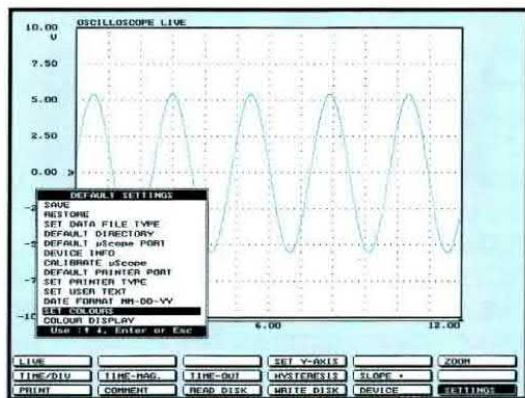 OSCILLOSCOPE LIVE
10.00
V
7.50
5.00
2.50
0.00
DEFAULT SETTINGS
SAVE
RESTORE
SET DATA FILE TYPE
DEFAULT DIRECTORY
DEFAULT µScope PORT
DEVICE INFO
CALIBRATE µScope
DEFAULT PRINTER PORT
SET PRINTER TYPE
SET USER TEXT
DATE FORMAT MM-DD-YY
SET COLOURS
COLOUR DISPLAY
Use :↑ ↓, Enter or Esc
6.00 12.00
LIVE SET Y-AXIS ZOOM
TIME/DIV TIME-MAG. TIME-OUT HYSTERESIS SLOPE +
PRINT COMMENT READ DISK WRITE DISK DEVICE SETTINGS